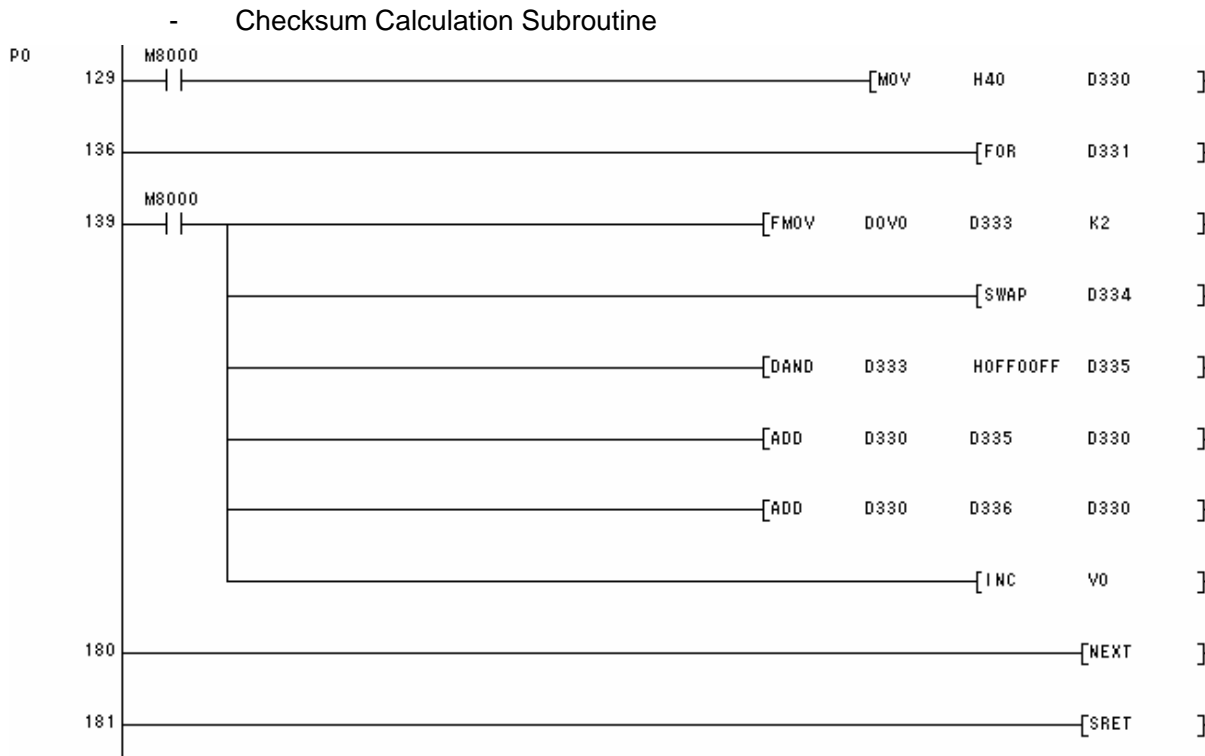 - Checksum Calculation Subroutine
P0
M8000
129 [MOV H40 D330 ]
136 [FOR D331 ]
M8000
139 [FMOV D0V0 D333 K2 ]
[SWAP D334 ]
[DAND D333 H0FF00FF D335 ]
[ADD D330 D335 D330 ]
[ADD D330 D336 D330 ]
[INC V0 ]
180 [NEXT ]
181 [SRET ]